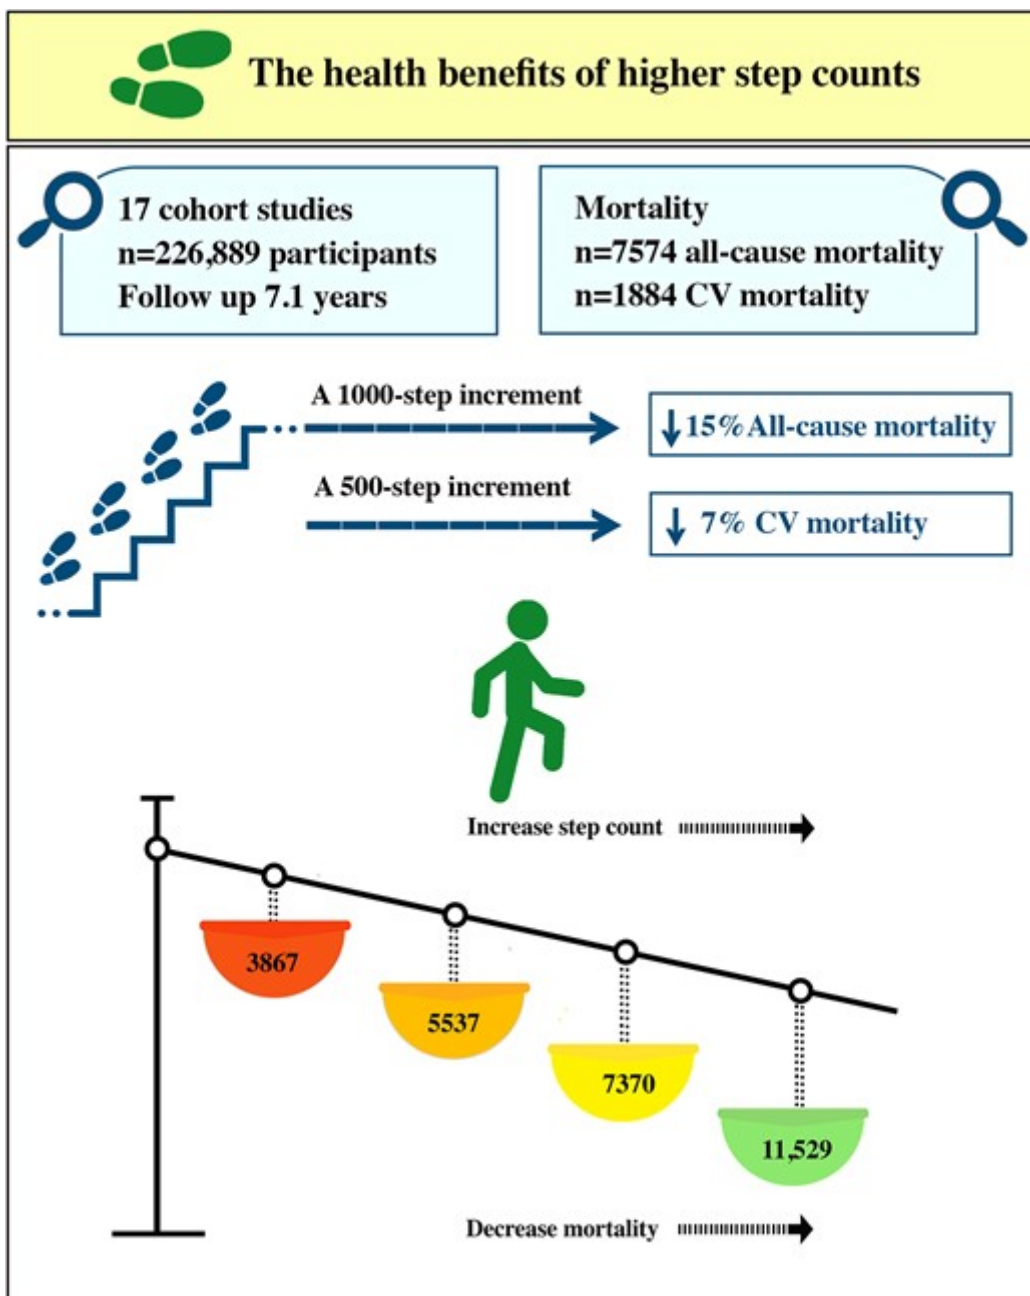 The health benefits of higher step counts
17 cohort studies
n=226,889 participants
Follow up 7.1 years
Mortality
n=7574 all-cause mortality
n=1884 CV mortality
A 1000-step increment
↓ 15% All-cause mortality
A 500-step increment
↓ 7% CV mortality
Increase step count
3867
5537
7370
11,529
Decrease mortality